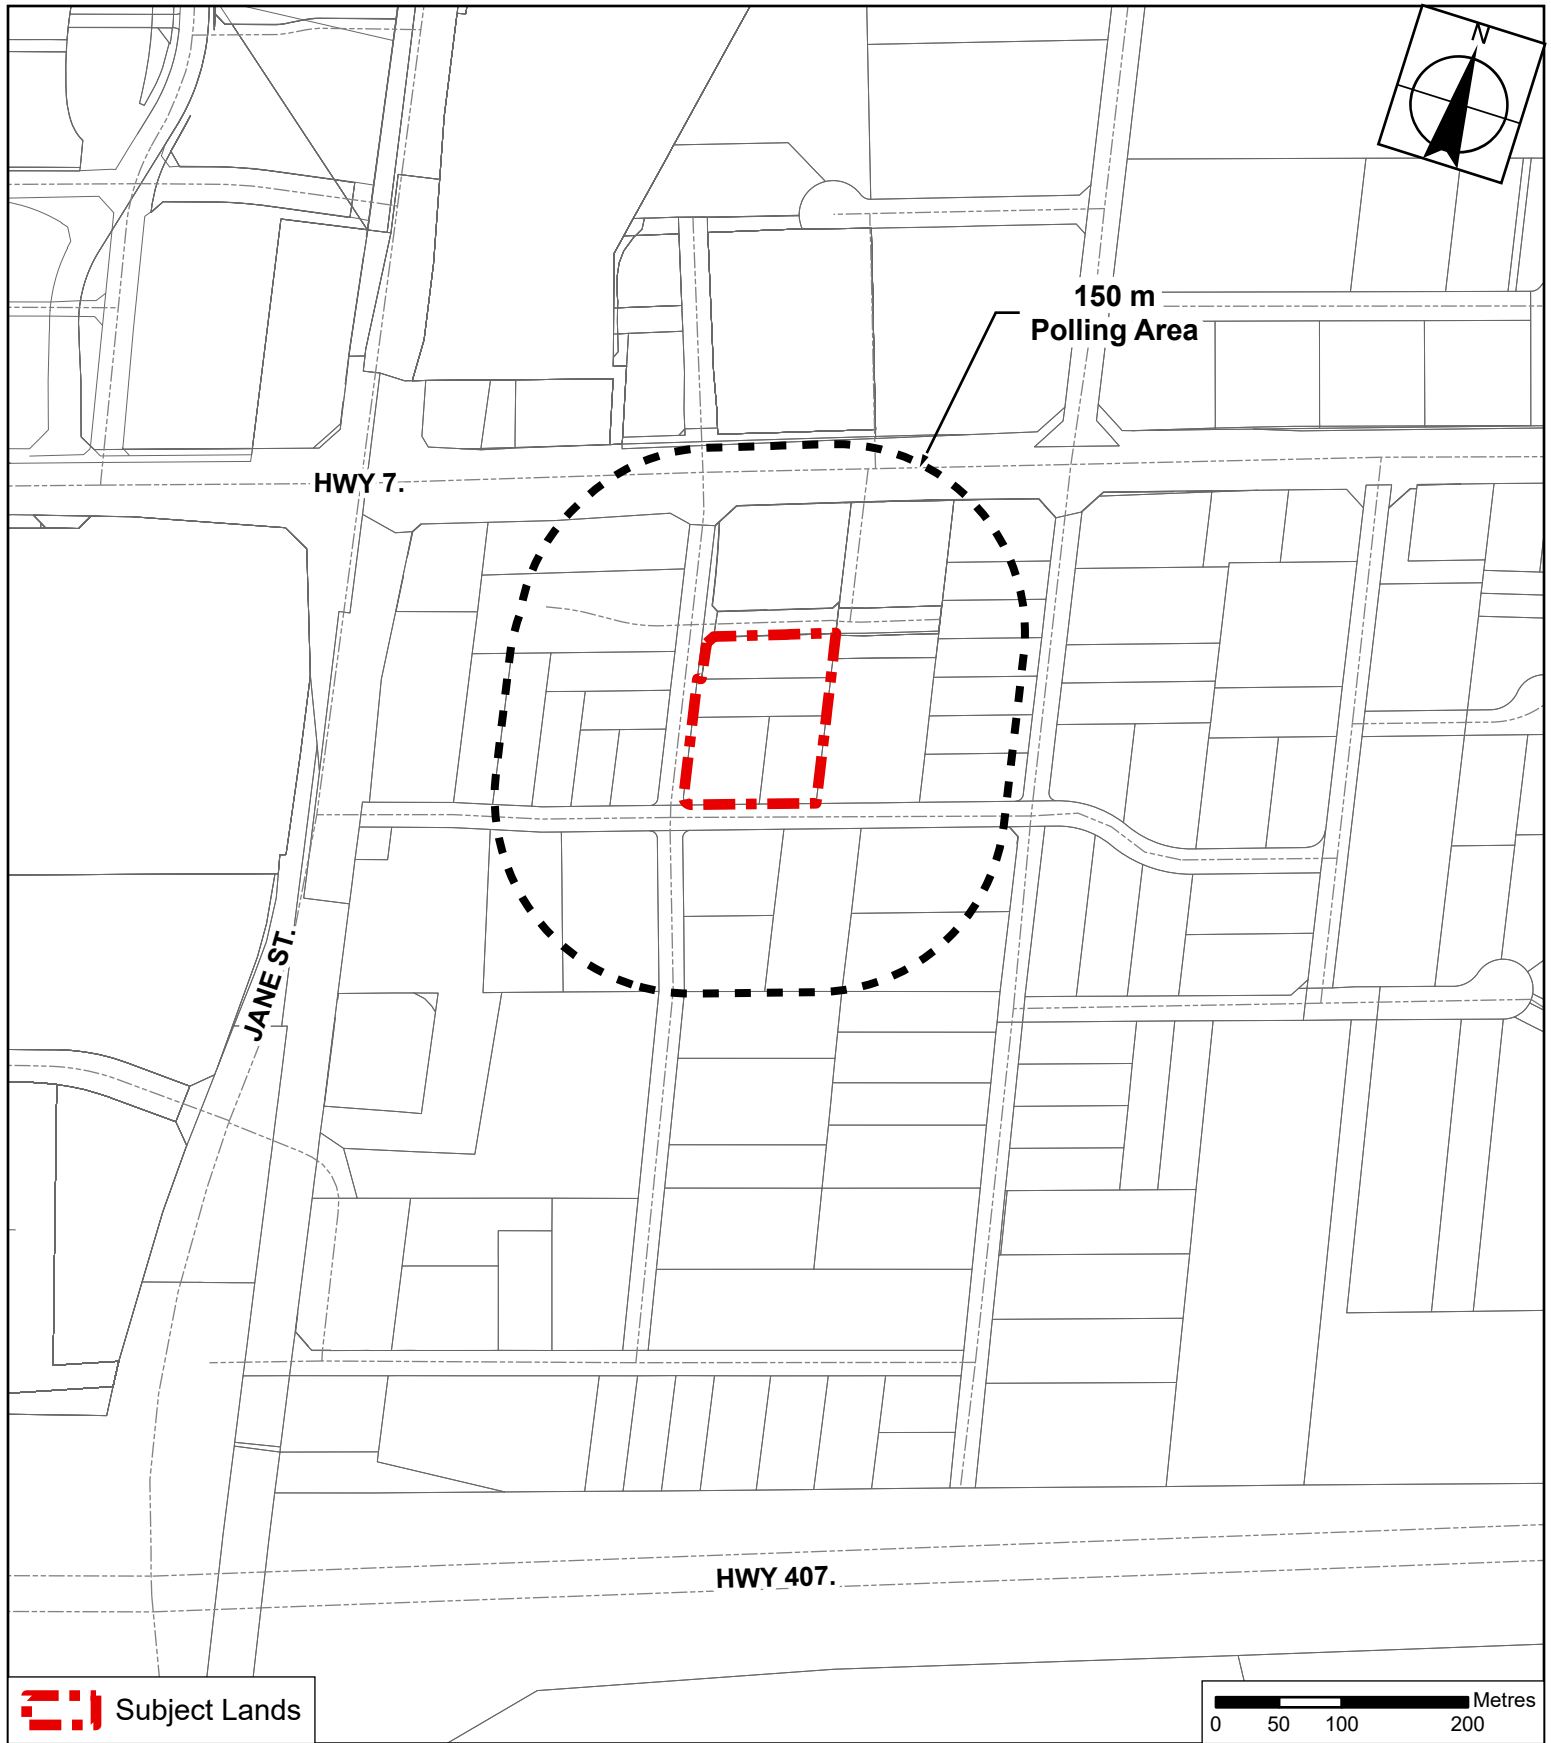 N
150 m
Polling Area
HWY 7.
JANE ST.
HWY 407.
Subject Lands
Metres
0 50 100 200